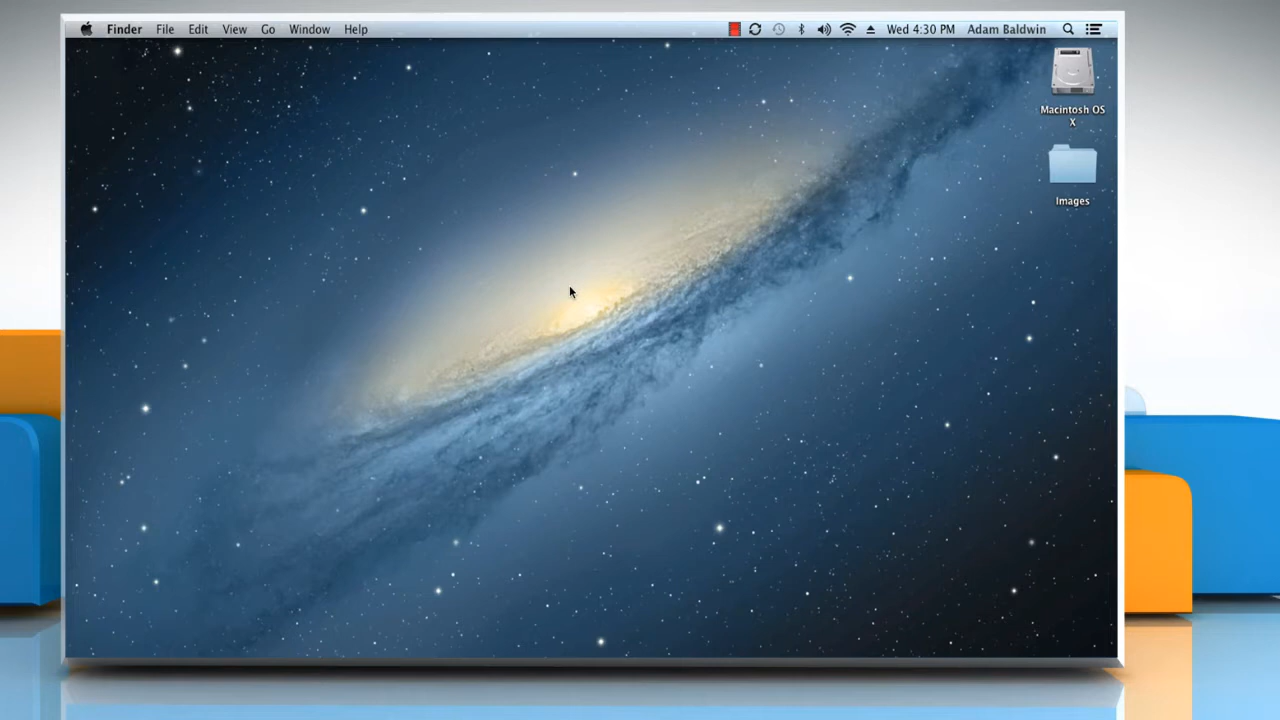 Finder File Edit View Go Window Help Wed 4:30 PM Adam Baldwin
Macintosh OS
X
Images